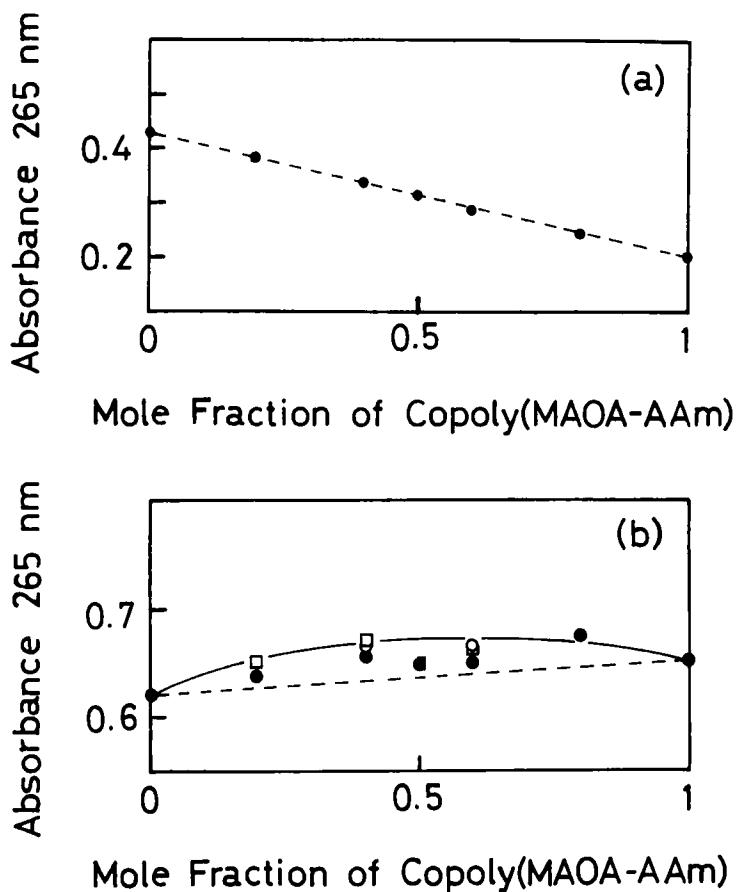 Absorbance 265 nm
(a)
0.4
0.2
0
0.5
1
Mole Fraction of Copoly(MAOA-AAm)
Absorbance 265 nm
(b)
0.7
0.6
0
0.5
1
Mole Fraction of Copoly(MAOA-AAm)